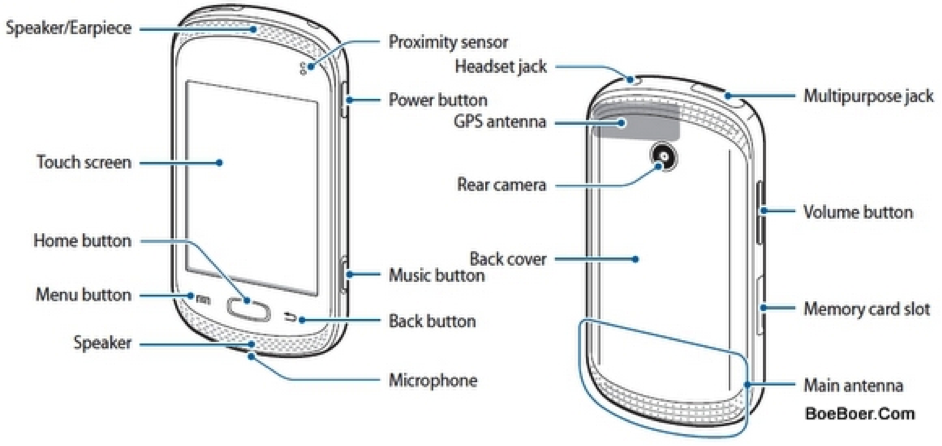 Speaker/Earpiece
Proximity sensor
Power button
Touch screen
Home button
Menu button
Music button
Back button
Speaker
Microphone
Headset jack
Multipurpose jack
GPS antenna
Rear camera
Volume button
Back cover
Memory card slot
Main antenna
BoeBoer.Com